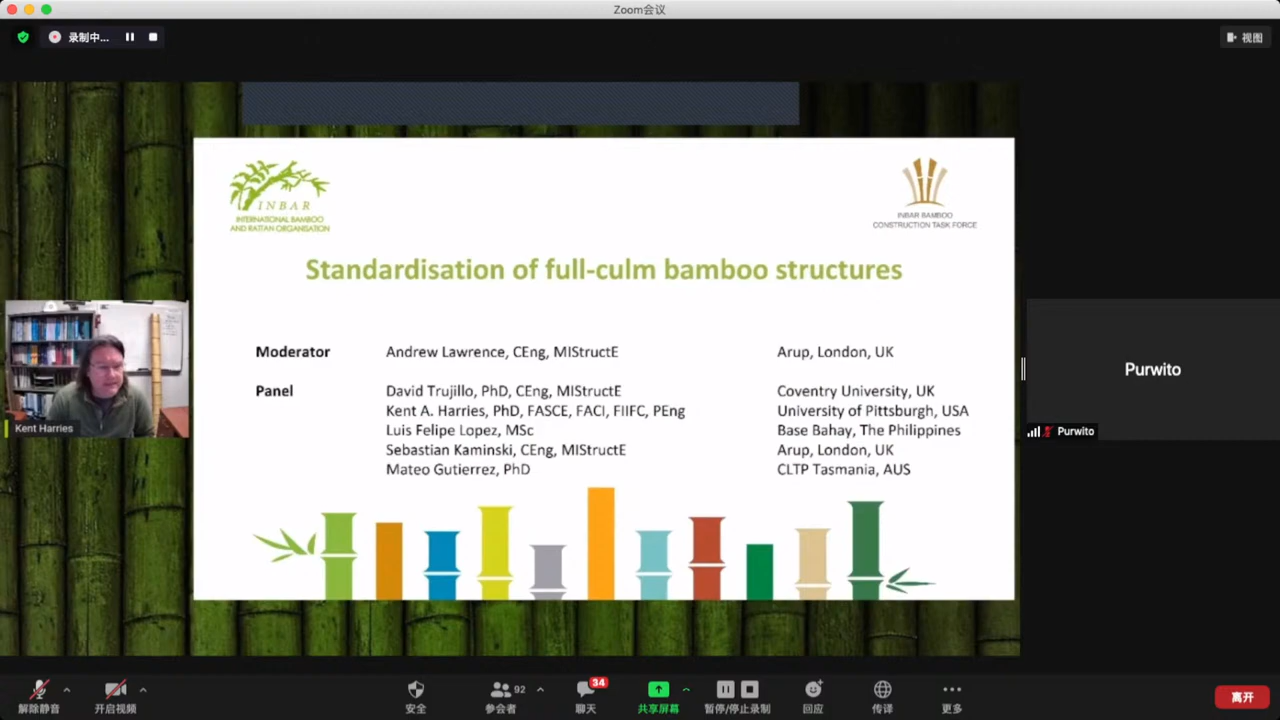 Zoom会议
录制中...
视图
INBAR
INTERNATIONAL BAMBOO
AND RATTAN ORGANISATION
INBAR BAMBOO
CONSTRUCTION TASK FORCE
Standardisation of full-culm bamboo structures
Moderator Andrew Lawrence, CEng, MIStructE Arup, London, UK
Panel David Trujillo, PhD, CEng, MIStructE Coventry University, UK
Kent A. Harries, PhD, FASCE, FACI, FIIFC, PEng University of Pittsburgh, USA
Luis Felipe Lopez, MSc Base Bahay, The Philippines
Sebastian Kaminski, CEng, MIStructE Arup, London, UK
Mateo Gutierrez, PhD CLTP Tasmania, AUS
Kent Harries
Purwito
Purwito
92
34
解除静音 开启视频 安全 参会者 聊天 共享屏幕 暂停/停止录制 回应 传译 更多 离开